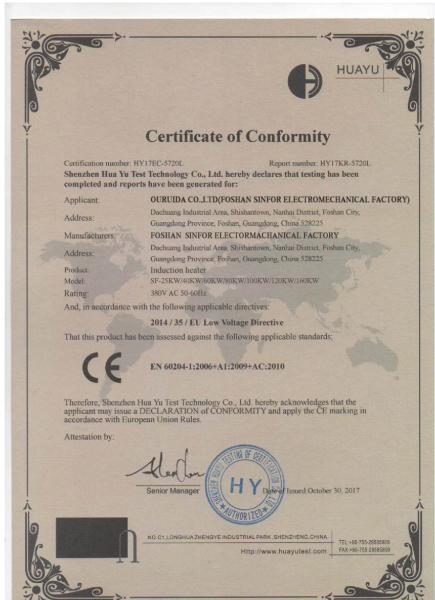 HUAYU
Certificate of Conformity
Certification number: HY17EC-5720L Report number: HY17KR-5720L
Shenzhen Hua Yu Test Technology Co., Ltd. hereby declares that testing has been
completed and reports have been generated for:
Applicant: OURUIDA CO.,LTD(FOSHAN SINFOR ELECTROMECHANICAL FACTORY)
Address: Dachuang Industrial Area, Shishantown, Nanhai District, Foshan City,
Guangdong Province, Foshan, Guangdong, China 528225
Manufacturers: FOSHAN SINFOR ELECTORMACHANICAL FACTORY
Address: Dachuang Industrial Area, Shishantown, Nanhai District, Foshan City,
Guangdong Province, Foshan, Guangdong, China 528225
Product: Induction heater
Model: SF-25KW/40KW/60KW/80KW/100KW/120KW/160KW
Rating: 380V AC 50-60Hz
And, in accordance with the following applicable directives:
2014 / 35 / EU Low Voltage Directive
That this product has been assessed against the following applicable standards;
CE EN 60204-1:2006+A1:2009+AC:2010
Therefore, Shenzhen Hua Yu Test Technology Co., Ltd. hereby acknowledges that the
applicant may issue a DECLARATION of CONFORMITY and apply the CE marking in
accordance with European Union Rules.
Attestation by:
HY
AUTHORIZED
Senior Manager Date of Issued October 30, 2017
NO.C1,LONGHUAZHENGYE INDUSTRIAL PARK ,SHENZHENG,CHINA
Http://www.huayutest.com